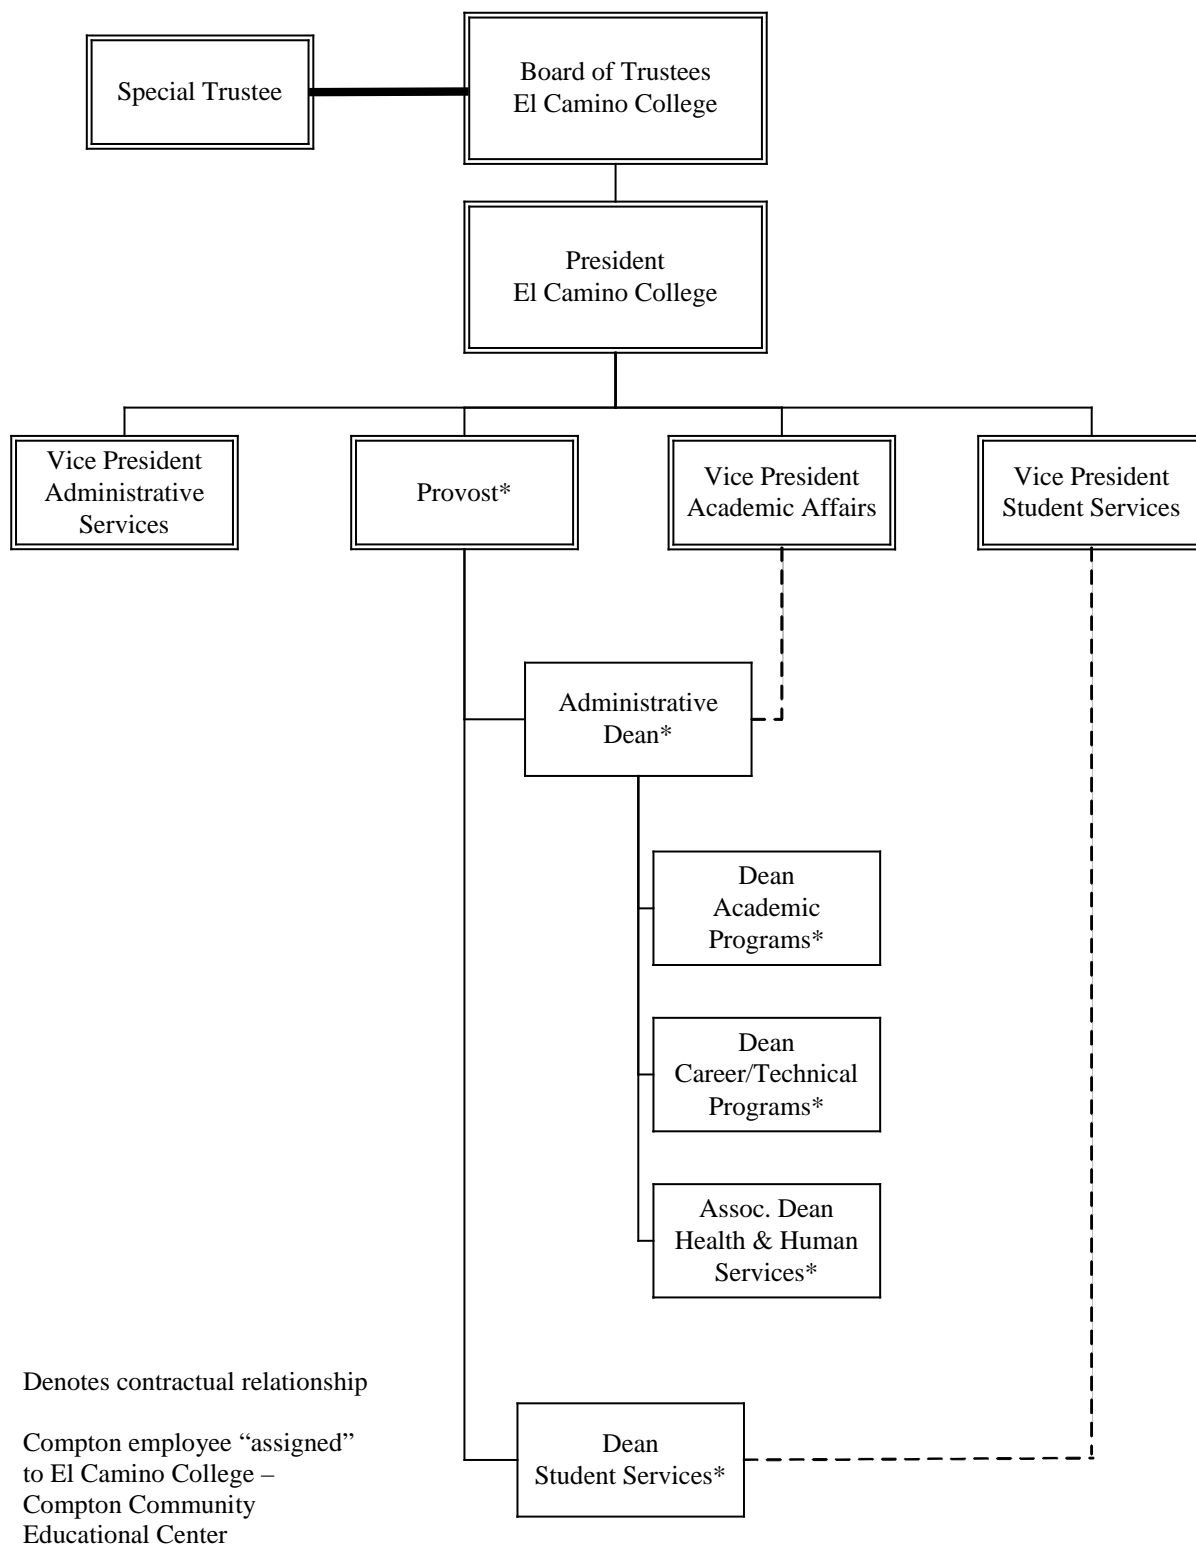 Special Trustee
Board of Trustees
El Camino College
President
El Camino College
Vice President
Administrative
Services
Provost*
Vice President
Academic Affairs
Vice President
Student Services
Administrative
Dean*
Dean
Academic
Programs*
Dean
Career/Technical
Programs*
Assoc. Dean
Health & Human
Services*
Denotes contractual relationship
Compton employee “assigned”
to El Camino College –
Compton Community
Educational Center
Dean
Student Services*